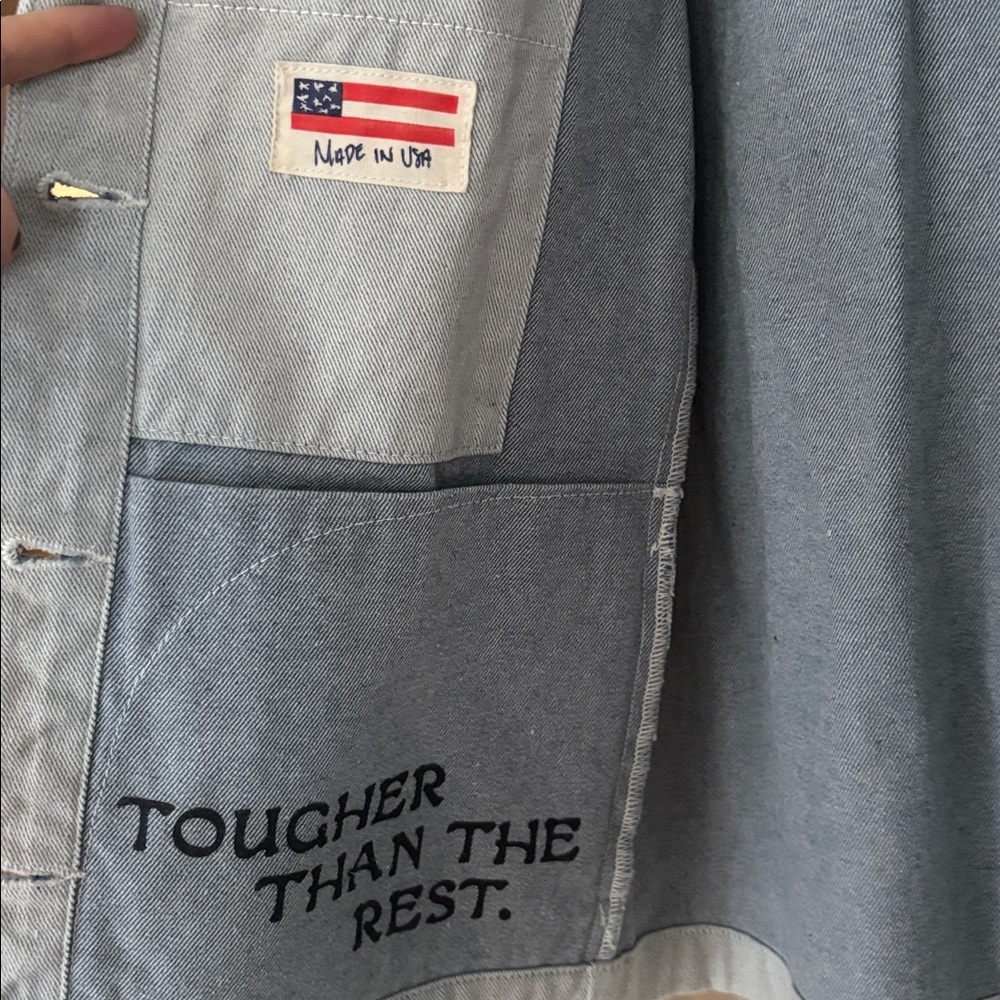 MADE IN USA
TOUGHER
THAN THE
REST.